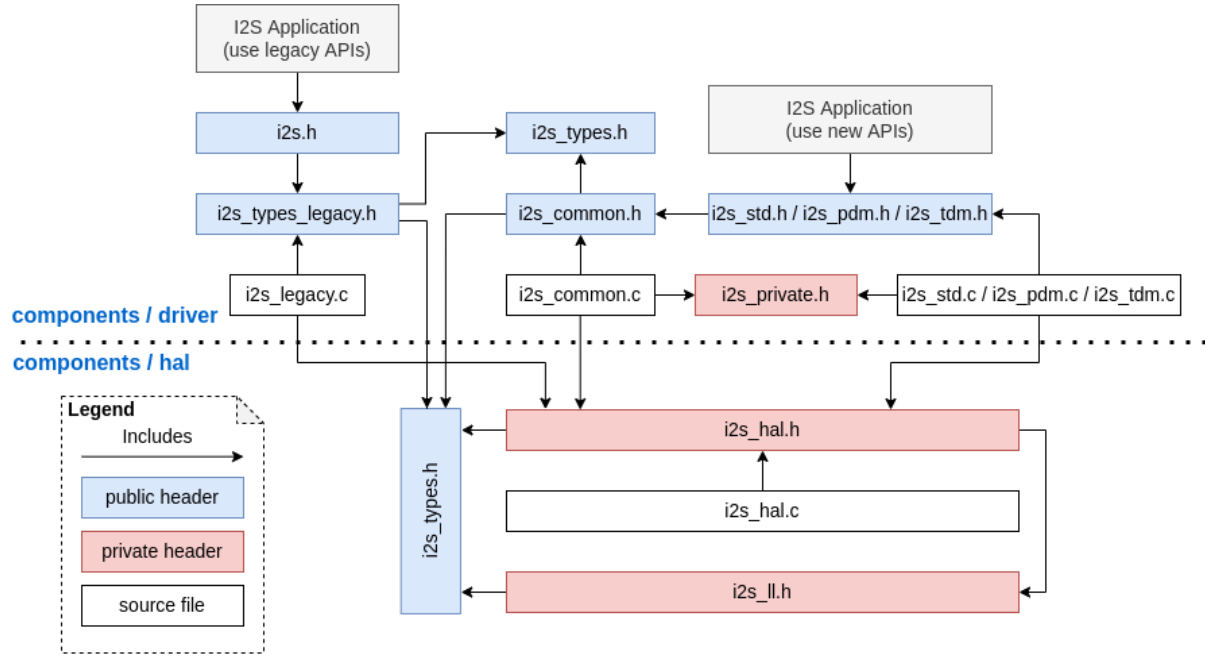 I2S Application
(use legacy APIs)
i2s.h
i2s_types.h
I2S Application
(use new APIs)
i2s_types_legacy.h
i2s_common.h
i2s_std.h / i2s_pdm.h / i2s_tdm.h
i2s_legacy.c
i2s_common.c
i2s_private.h
i2s_std.c / i2s_pdm.c / i2s_tdm.c
components / driver
components / hal
Legend
Includes
public header
private header
source file
i2s_types.h
i2s_hal.h
i2s_hal.c
i2s_ll.h